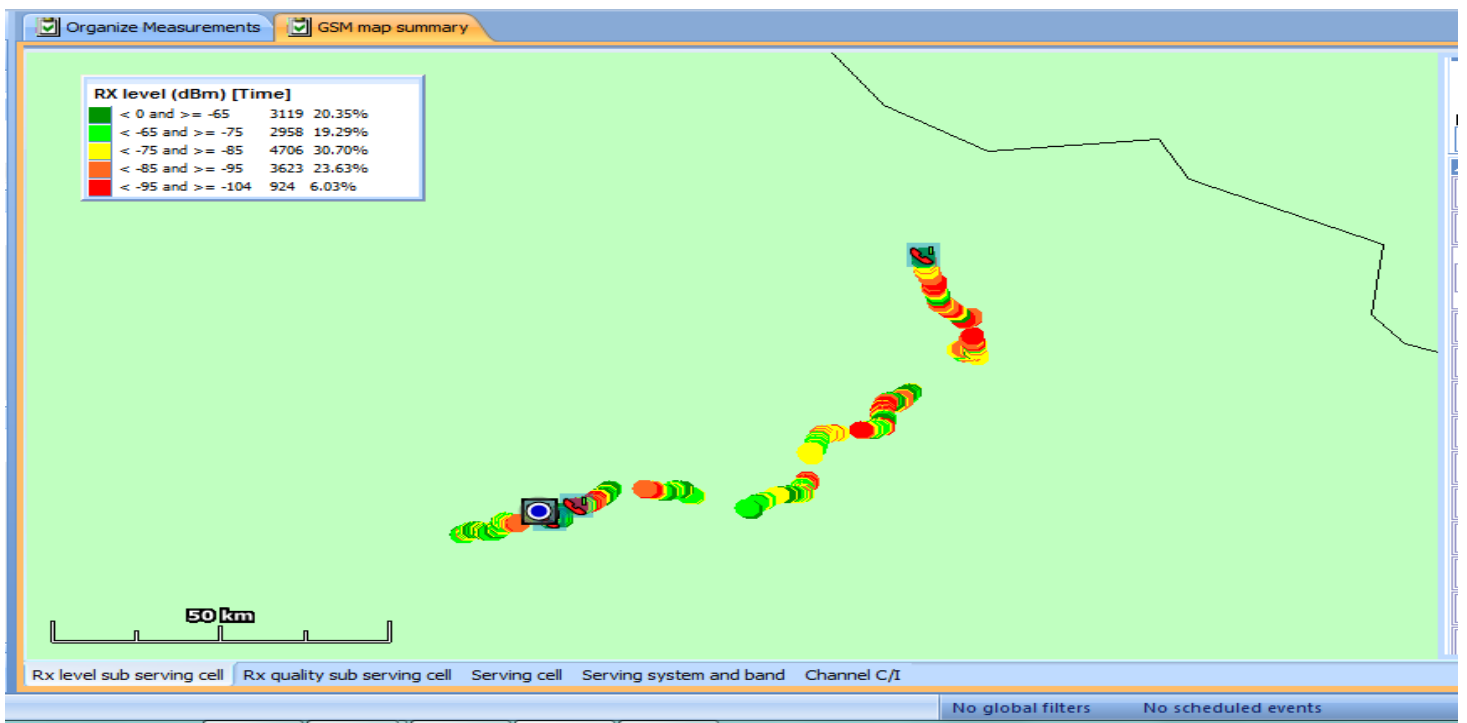 Organize Measurements GSM map summary
RX level (dBm) [Time]
< 0 and >= -65 3119 20.35%
< -65 and >= -75 2958 19.29%
< -75 and >= -85 4706 30.70%
< -85 and >= -95 3623 23.63%
< -95 and >= -104 924 6.03%
50 km
Rx level sub serving cell Rx quality sub serving cell Serving cell Serving system and band Channel C/I
No global filters No scheduled events